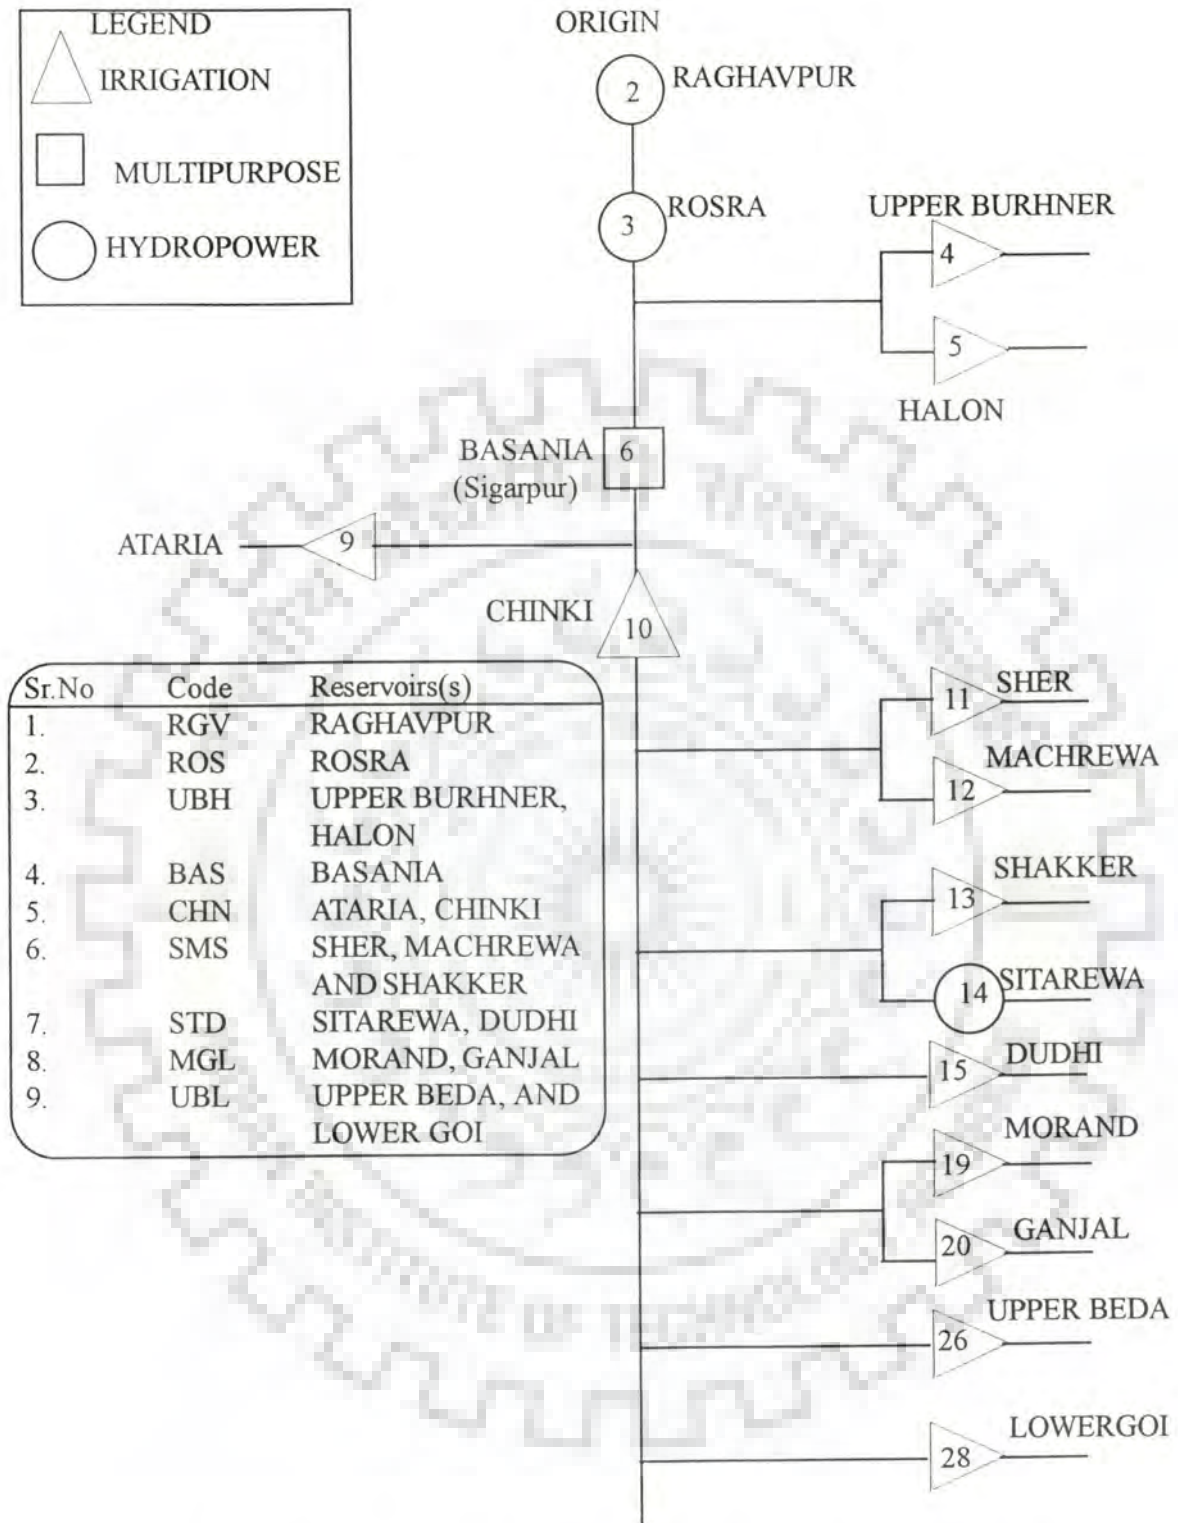 LEGEND
IRRIGATION
MULTIPURPOSE
HYDROPOWER
ORIGIN
2 RAGHAVPUR
3 ROSRA
UPPER BURHNER
4
5
HALON
BASANIA 6
(Sigarpur)
ATARIA 9
CHINKI
10
Sr.No Code Reservoirs(s)
1. RGV RAGHAVPUR
2. ROS ROSRA
3. UBH UPPER BURHNER,
HALON
4. BAS BASANIA
5. CHN ATARIA, CHINKI
6. SMS SHER, MACHREWA
AND SHAKKER
7. STD SITAREWA, DUDHI
8. MGL MORAND, GANJAL
9. UBL UPPER BEDA, AND
LOWER GOI
11 SHER
MACHREWA
12
SHAKKER
13
14 SITAREWA
15 DUDHI
MORAND
19
20 GANJAL
UPPER BEDA
26
LOWERGOI
28